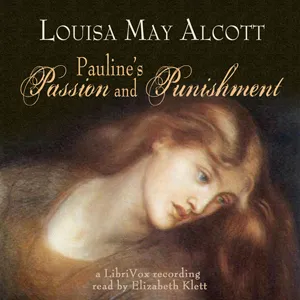 LOUISA MAY ALCOTT
Pauline's
Passion and Punishment
a LibriVox recording
read by Elizabeth Klett